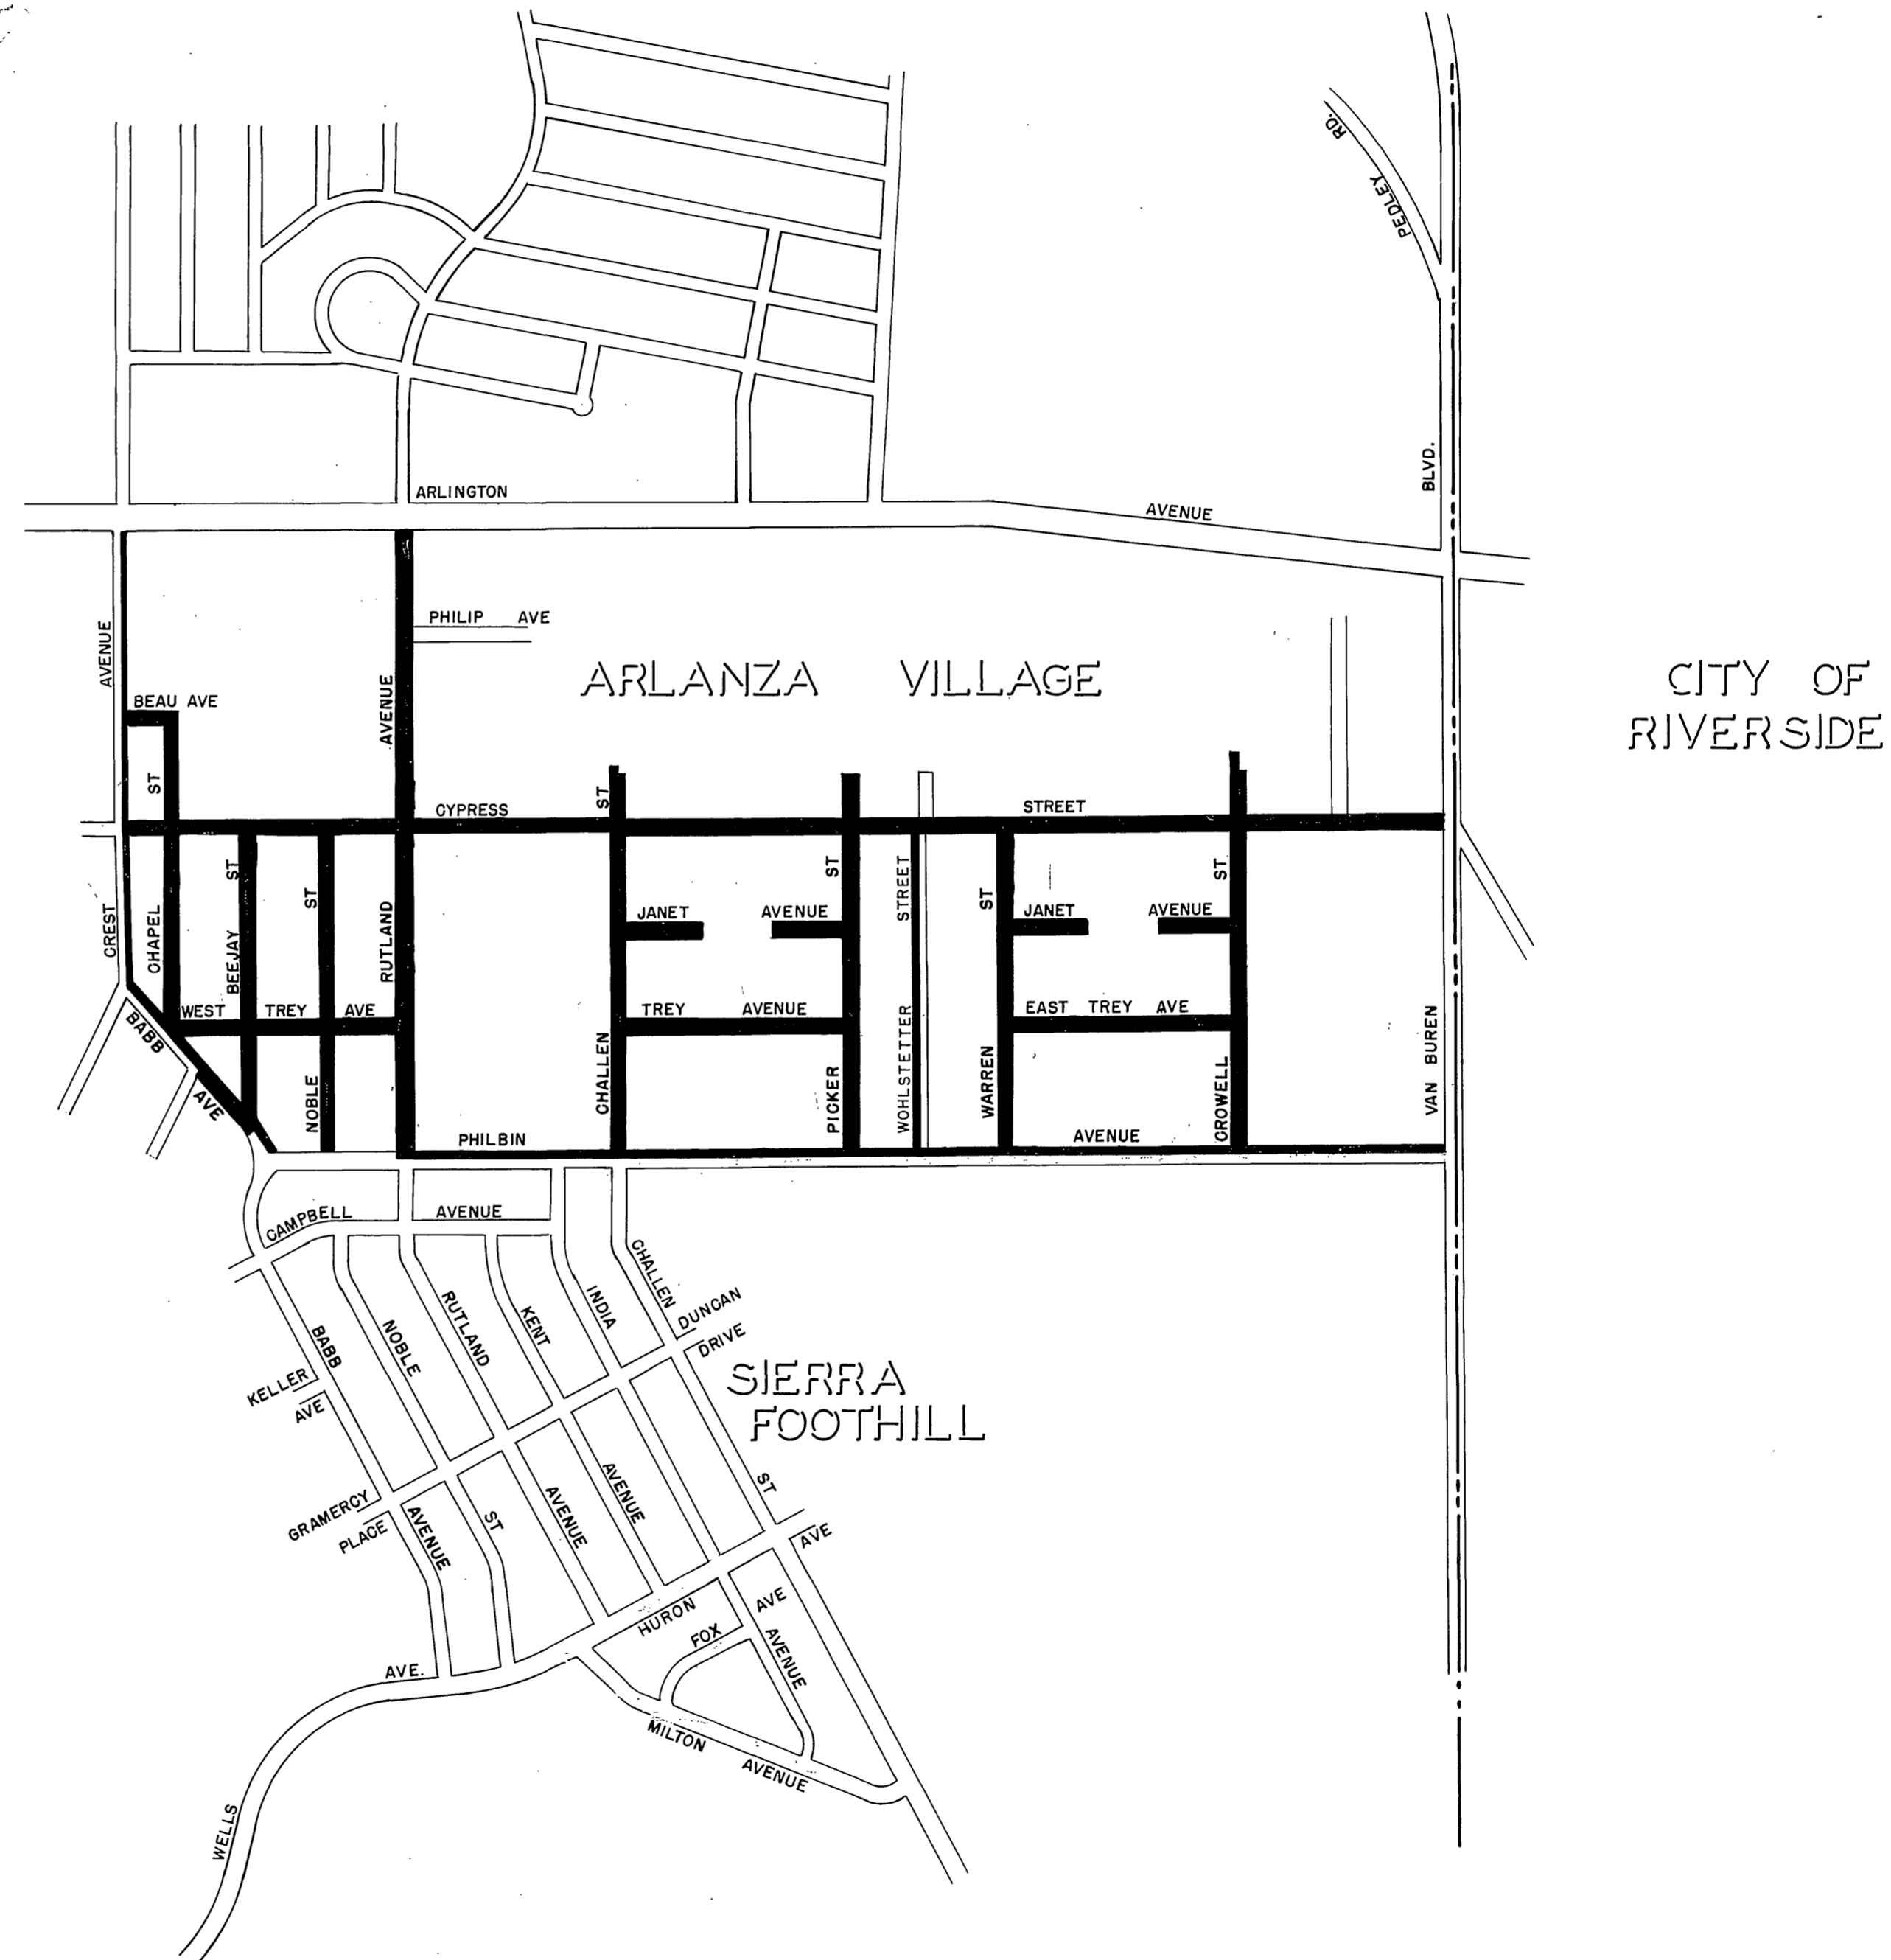 RD.
PEDLEY
BLVD.
ARLINGTON AVENUE
PHILIP AVE
AVENUE
AVENUE
ARLANZA VILLAGE
CITY OF
RIVERSIDE
BEAU AVE
ST
ST
CYPRESS STREET
ST
ST
ST
STREET
ST
ST
CREST
CHAPEL
BEEJAY
RUTLAND
JANET AVENUE
JANET AVENUE
WEST TREY AVE
TREY AVENUE
EAST TREY AVE
BABB
AVE
NOBLE
CHALLEN
PICKER
WOHLSTETTER
WARREN
CROWELL
VAN BUREN
PHILBIN AVENUE
CAMPBELL AVENUE
CHALLEN
DUNCAN
DRIVE
BABB
NOBLE
RUTLAND
KENT
INDIA
SIERRA
FOOTHILL
KELLER
AVE
GRAMERCY
PLACE
AVENUE
ST
AVENUE
AVENUE
ST
AVE
HURON
AVE
FOX
AVENUE
AVE.
MILTON
AVENUE
WELLS